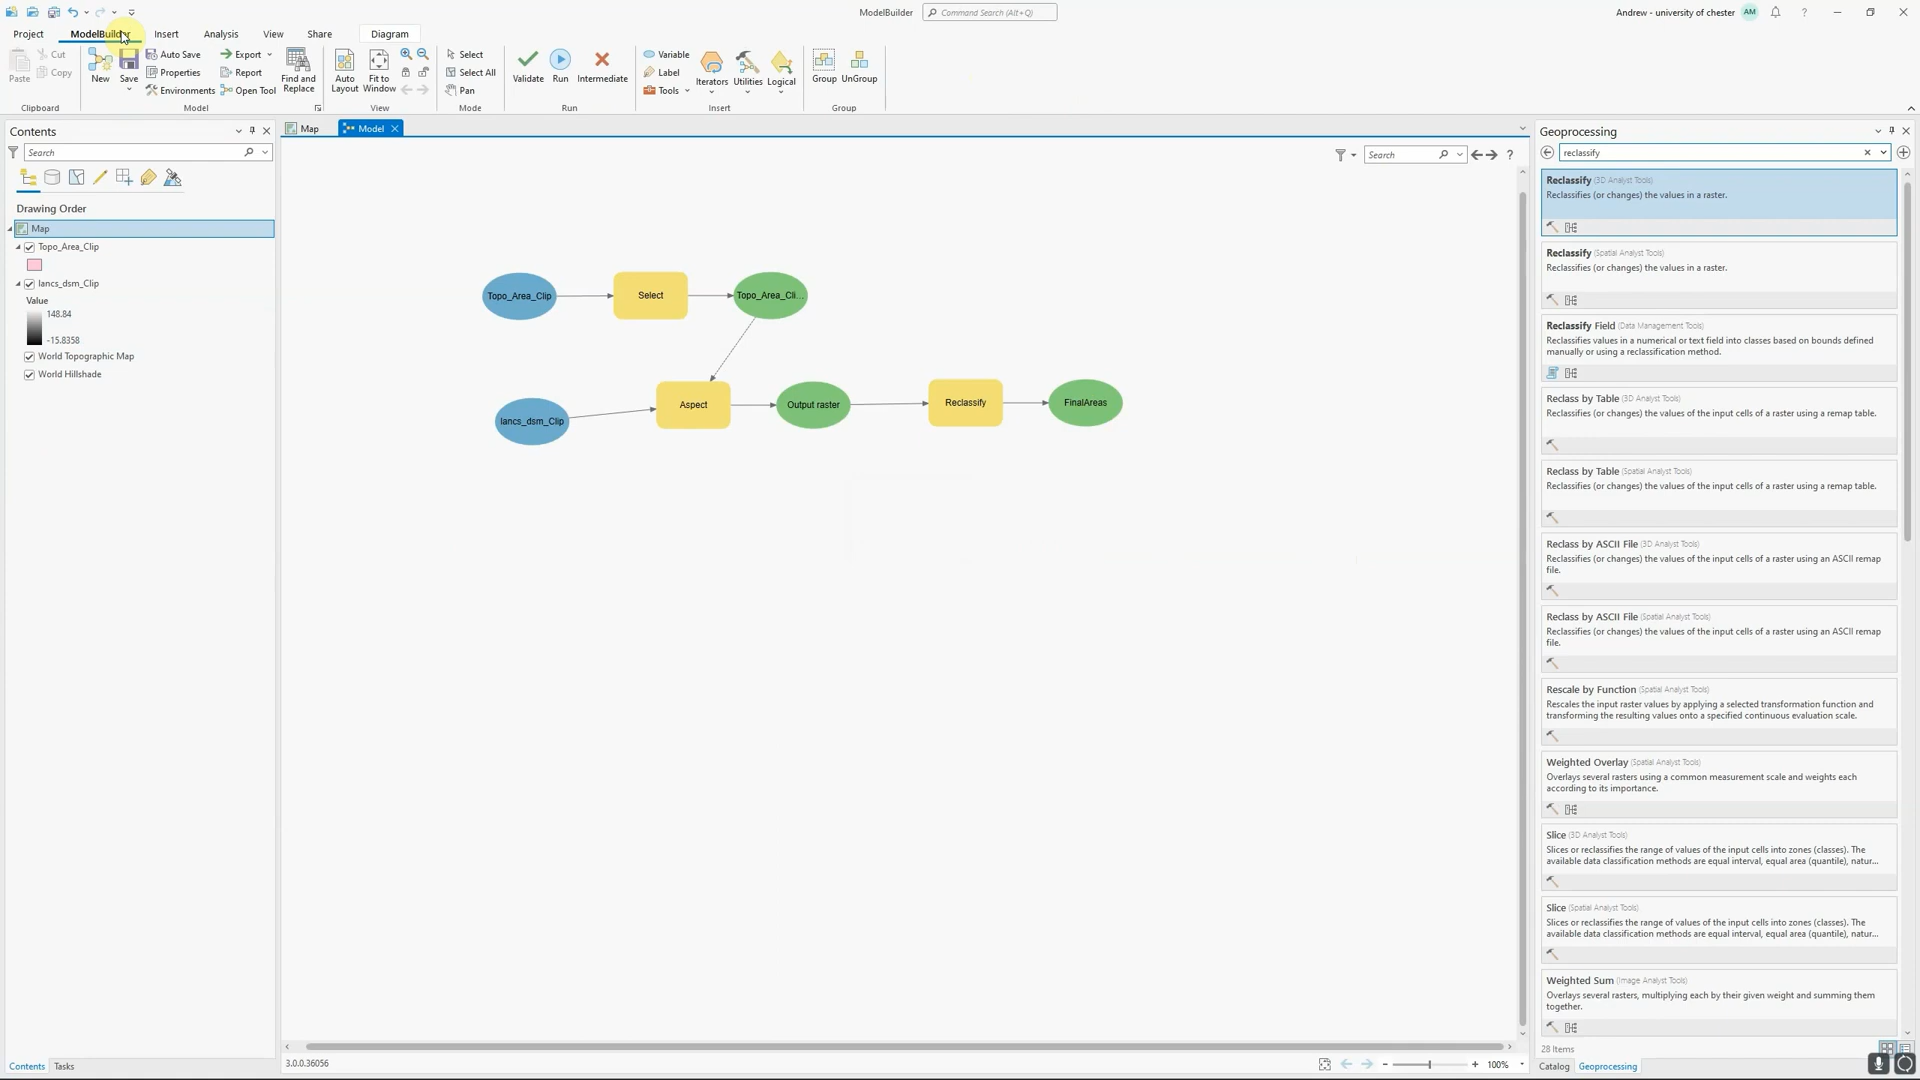 ModelBuilder
Command Search (Alt+Q)
Andrew - university of chester
AM
?
Project
ModelBuilder
Insert
Analysis
View
Share
Diagram
Paste
Cut
Copy
Clipboard
New
Save
Auto Save
Properties
Environments
Export
Report
Open Tool
Find and
Replace
Model
Auto
Layout
Fit to
Window
View
Select
Select All
Pan
Mode
Validate
Run
Intermediate
Run
Variable
Label
Tools
Iterators
Utilities
Logical
Insert
Group
UnGroup
Group
Contents
Search
Drawing Order
Map
Topo_Area_Clip
lancs_dsm_Clip
Value
148.84
-15.8358
World Topographic Map
World Hillshade
Contents
Tasks
Map
Model
Search
?
Topo_Area_Clip
Select
Topo_Area_Cli...
lancs_dsm_Clip
Aspect
Output raster
Reclassify
FinalAreas
3.0.0.36056
100%
Geoprocessing
reclassify
Reclassify (3D Analyst Tools)
Reclassifies (or changes) the values in a raster.
Reclassify (Spatial Analyst Tools)
Reclassifies (or changes) the values in a raster.
Reclassify Field (Data Management Tools)
Reclassifies values in a numerical or text field into classes based on bounds defined
manually or using a reclassification method.
Reclass by Table (3D Analyst Tools)
Reclassifies (or changes) the values of the input cells of a raster using a remap table.
Reclass by Table (Spatial Analyst Tools)
Reclassifies (or changes) the values of the input cells of a raster using a remap table.
Reclass by ASCII File (3D Analyst Tools)
Reclassifies (or changes) the values of the input cells of a raster using an ASCII remap
file.
Reclass by ASCII File (Spatial Analyst Tools)
Reclassifies (or changes) the values of the input cells of a raster using an ASCII remap
file.
Rescale by Function (Spatial Analyst Tools)
Rescales the input raster values by applying a selected transformation function and
transforming the resulting values onto a specified continuous evaluation scale.
Weighted Overlay (Spatial Analyst Tools)
Overlays several rasters using a common measurement scale and weights each
according to its importance.
Slice (3D Analyst Tools)
Slices or reclassifies the range of values of the input cells into zones (classes). The
available data classification methods are equal interval, equal area (quantile), natur...
Slice (Spatial Analyst Tools)
Slices or reclassifies the range of values of the input cells into zones (classes). The
available data classification methods are equal interval, equal area (quantile), natur...
Weighted Sum (Image Analyst Tools)
Overlays several rasters, multiplying each by their given weight and summing them
together.
28 Items
Catalog
Geoprocessing